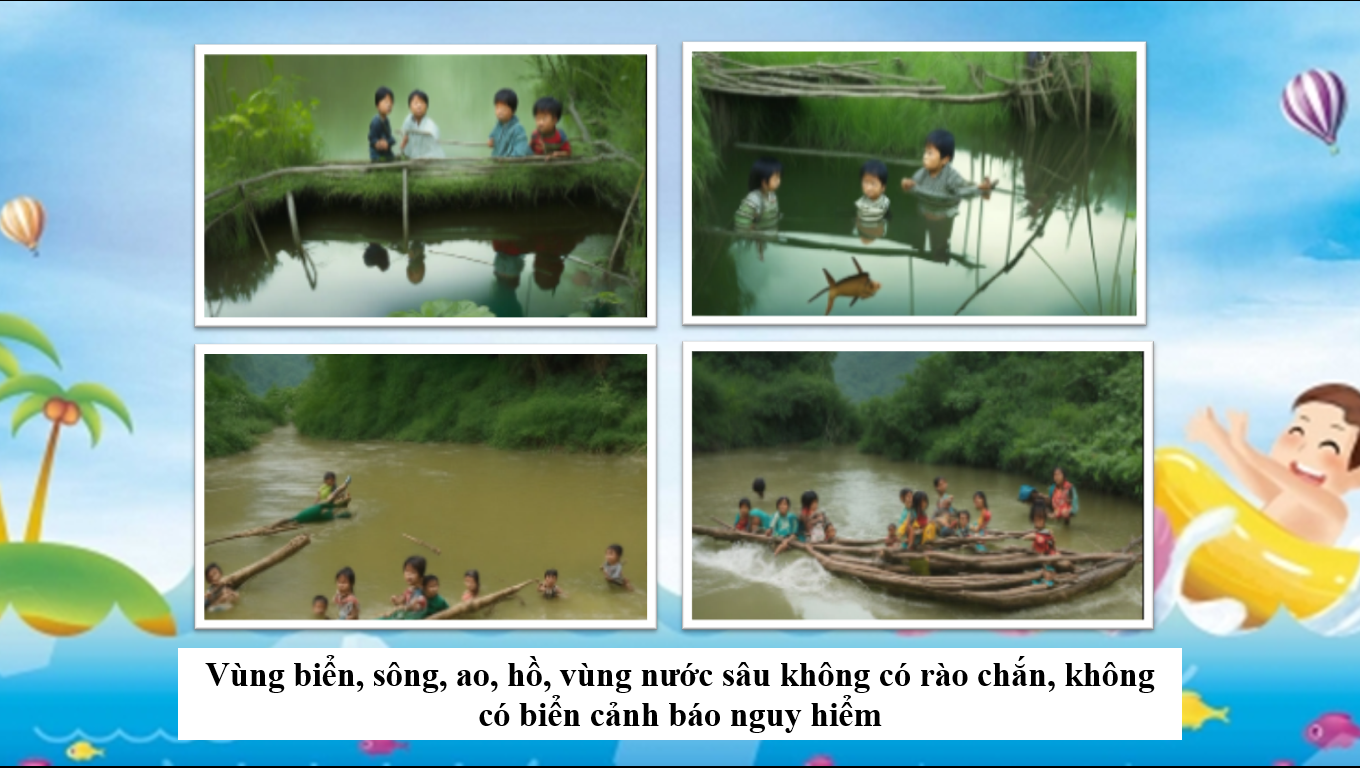 Vùng biển, sông, ao, hồ, vùng nước sâu không có rào chắn, không
có biển cảnh báo nguy hiểm